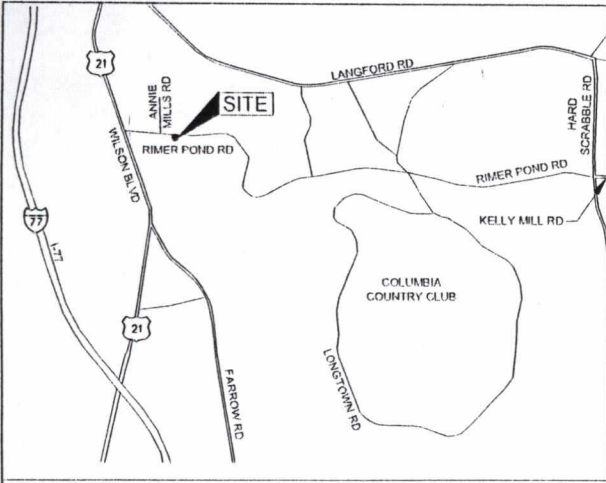 21
ANNIE
MILLS RD
SITE
LANGFORD RD
HARD
SCRABBLE RD
WILSON BLVD
RIMER POND RD
RIMER POND RD
KELLY MILL RD
77
I-77
COLUMBIA
COUNTRY CLUB
21
FARROW RD
LONGTOWN RD